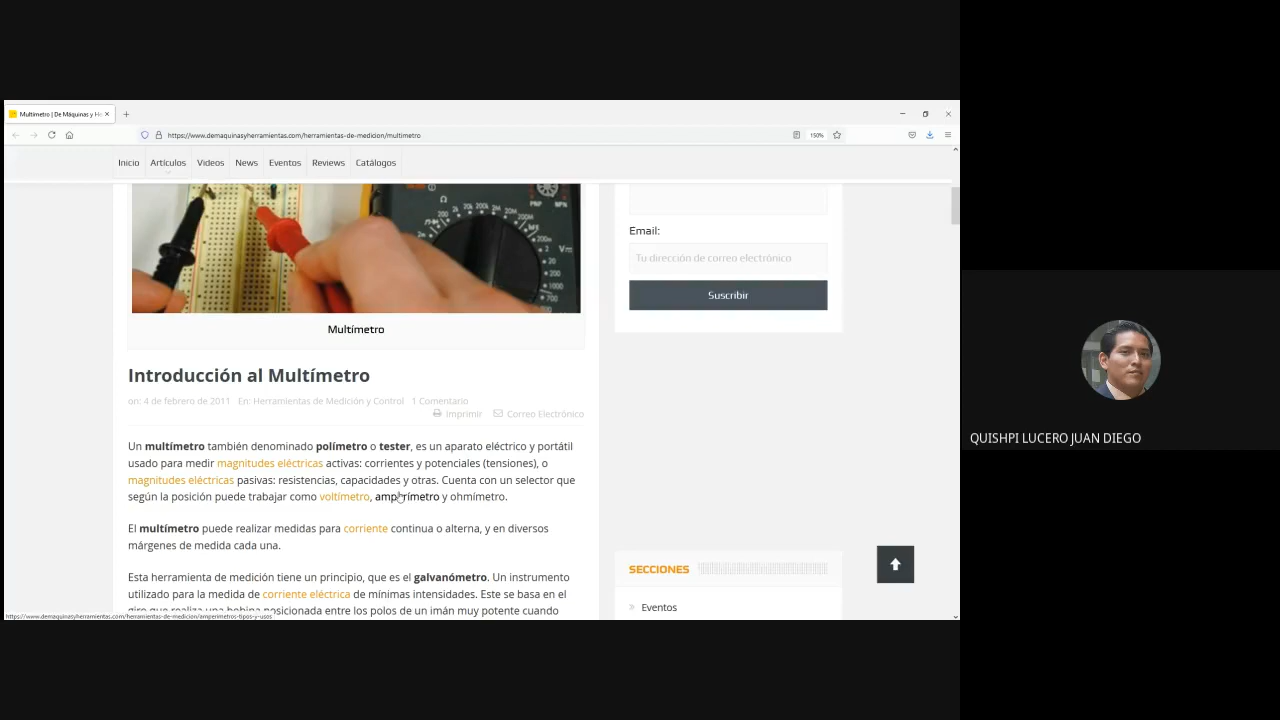 Multímetro | De Máquinas y He
https://www.demaquinasyherramientas.com/herramientas-de-medicion/multimetro
150%
Inicio Artículos Videos News Eventos Reviews Catálogos
Multímetro
Introducción al Multímetro
on: 4 de febrero de 2011 En: Herramientas de Medición y Control 1 Comentario
Imprimir Correo Electrónico
Un multímetro también denominado polímetro o tester, es un aparato eléctrico y portátil
usado para medir magnitudes eléctricas activas: corrientes y potenciales (tensiones), o
magnitudes eléctricas pasivas: resistencias, capacidades y otras. Cuenta con un selector que
según la posición puede trabajar como voltímetro, amperímetro y ohmímetro.
El multímetro puede realizar medidas para corriente continua o alterna, y en diversos
márgenes de medida cada una.
Esta herramienta de medición tiene un principio, que es el galvanómetro. Un instrumento
utilizado para la medida de corriente eléctrica de mínimas intensidades. Este se basa en el
giro que realiza una bobina posicionada entre los polos de un imán muy potente cuando
https://www.demaquinasyherramientas.com/herramientas-de-medicion/amperimetros-tipos-y-usos
Email:
Tu dirección de correo electrónico
Suscribir
SECCIONES
Eventos
QUISHPI LUCERO JUAN DIEGO